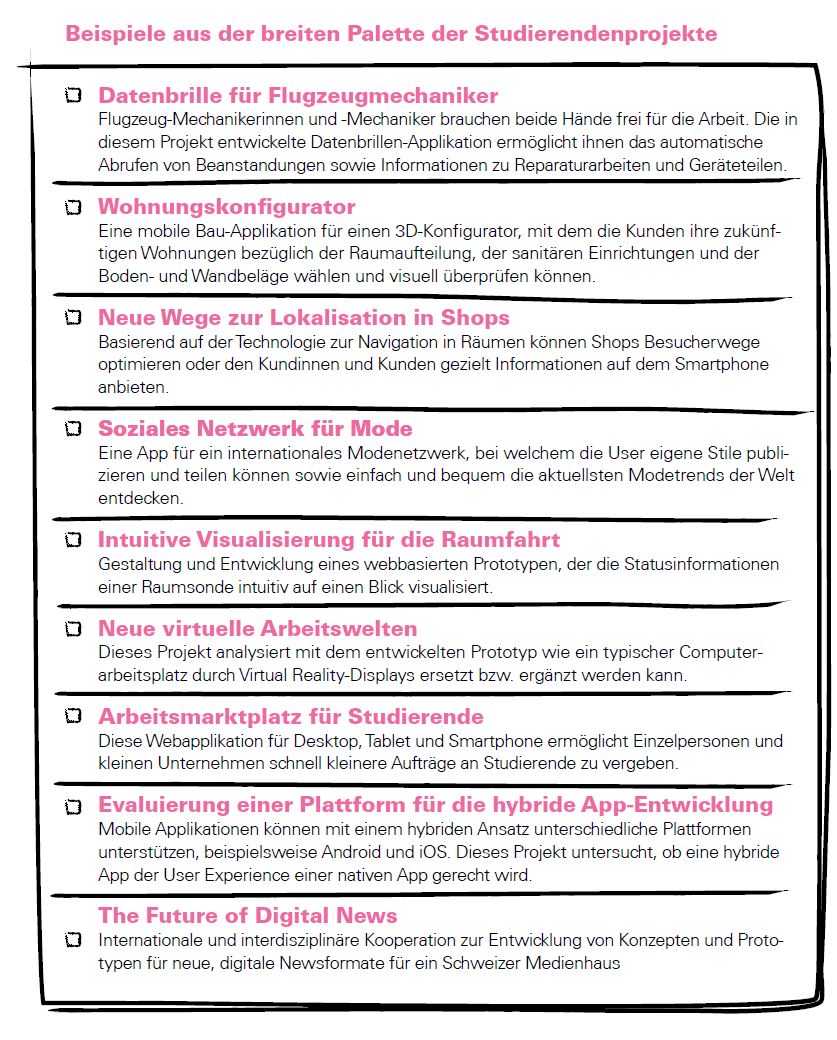 Beispiele aus der breiten Palette der Studierendenprojekte
Datenbrille für Flugzeugmechaniker
Flugzeug-Mechanikerinnen und -Mechaniker brauchen beide Hände frei für die Arbeit. Die in
diesem Projekt entwickelte Datenbrillen-Applikation ermöglicht ihnen das automatische
Abrufen von Beanstandungen sowie Informationen zu Reparaturarbeiten und Geräteteilen.
Wohnungskonfigurator
Eine mobile Bau-Applikation für einen 3D-Konfigurator, mit dem die Kunden ihre zukünf-
tigen Wohnungen bezüglich der Raumaufteilung, der sanitären Einrichtungen und der
Boden- und Wandbeläge wählen und visuell überprüfen können.
Neue Wege zur Lokalisation in Shops
Basierend auf der Technologie zur Navigation in Räumen können Shops Besucherwege
optimieren oder den Kundinnen und Kunden gezielt Informationen auf dem Smartphone
anbieten.
Soziales Netzwerk für Mode
Eine App für ein internationales Modenetzwerk, bei welchem die User eigene Stile publi-
zieren und teilen können sowie einfach und bequem die aktuellsten Modetrends der Welt
entdecken.
Intuitive Visualisierung für die Raumfahrt
Gestaltung und Entwicklung eines webbasierten Prototypen, der die Statusinformationen
einer Raumsonde intuitiv auf einen Blick visualisiert.
Neue virtuelle Arbeitswelten
Dieses Projekt analysiert mit dem entwickelten Prototyp wie ein typischer Computer-
arbeitsplatz durch Virtual Reality-Displays ersetzt bzw. ergänzt werden kann.
Arbeitsmarktplatz für Studierende
Diese Webapplikation für Desktop, Tablet und Smartphone ermöglicht Einzelpersonen und
kleinen Unternehmen schnell kleinere Aufträge an Studierende zu vergeben.
Evaluierung einer Plattform für die hybride App-Entwicklung
Mobile Applikationen können mit einem hybriden Ansatz unterschiedliche Plattformen
unterstützen, beispielsweise Android und iOS. Dieses Projekt untersucht, ob eine hybride
App der User Experience einer nativen App gerecht wird.
The Future of Digital News
Internationale und interdisziplinäre Kooperation zur Entwicklung von Konzepten und Proto-
typen für neue, digitale Newsformate für ein Schweizer Medienhaus